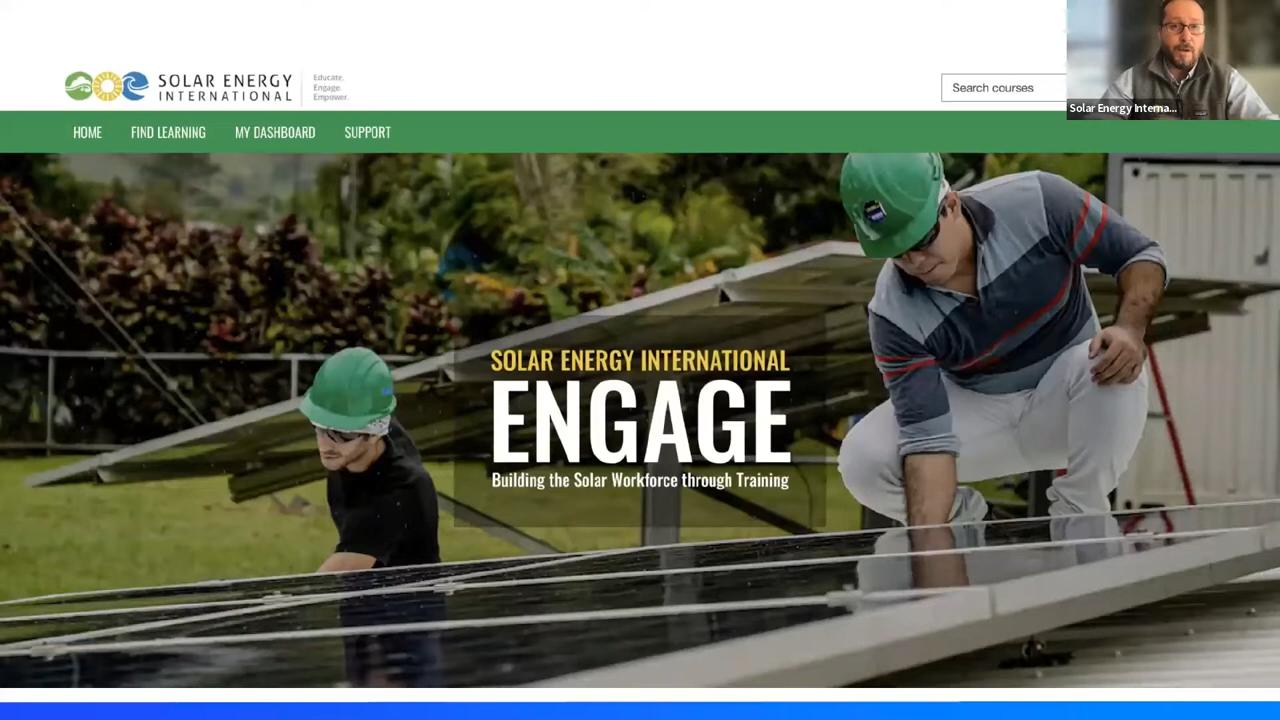 SOLAR ENERGY
INTERNATIONAL
Educate.
Engage.
Empower.
Search courses
Solar Energy Interna...
HOME FIND LEARNING MY DASHBOARD SUPPORT
SOLAR ENERGY INTERNATIONAL
ENGAGE
Building the Solar Workforce through Training